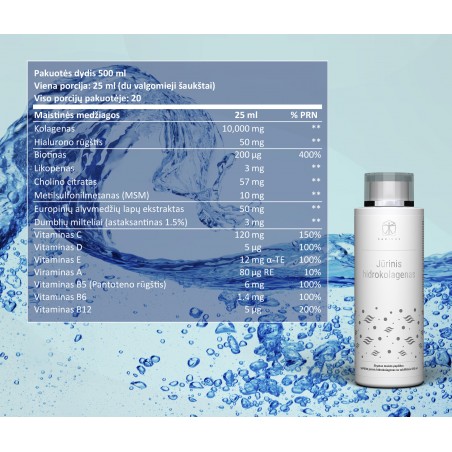 Pakuotės dydis 500 ml
Viena porcija: 25 ml (du valgomieji šaukštai)
Viso porcijų pakuotėje: 20
Maistinės medžiagos 25 ml % PRN
Kolagenas 10,000 mg **
Hialurono rūgštis 50 mg **
Biotinas 200 µg 400%
Likopenas 3 mg **
Cholino citratas 57 mg **
Metilsulfonilmetanas (MSM) 10 mg **
Europinių alyvmedžių lapų ekstraktas 50 mg **
Dumblių milteliai (astaksantinas 1.5%) 3 mg **
Vitaminas C 120 mg 150%
Vitaminas D 5 µg 100%
Vitaminas E 12 mg α-TE 100%
Vitaminas A 80 µg RE 10%
Vitaminas B5 (Pantoteno rūgštis) 6 mg 100%
Vitaminas B6 1,4 mg 100%
Vitaminas B12 5 µg 200%
Jūrinis
hidrokolagenas